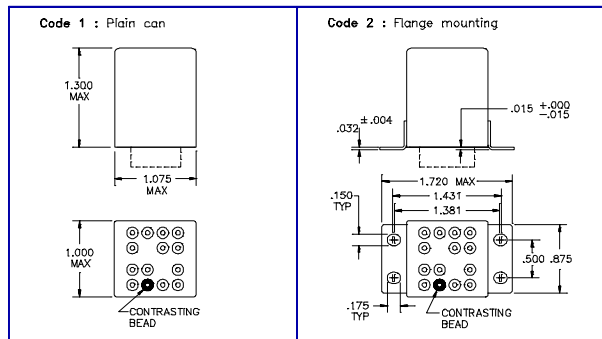 Code 1 : Plain can
1.300
MAX
1.075
MAX
1.000
MAX
CONTRASTING
BEAD
Code 2 : Flange mounting
.032 ±.004
.015 +.000
-.015
1.720 MAX
1.431
1.381
.150
TYP
.500 .875
.175
TYP
CONTRASTING
BEAD